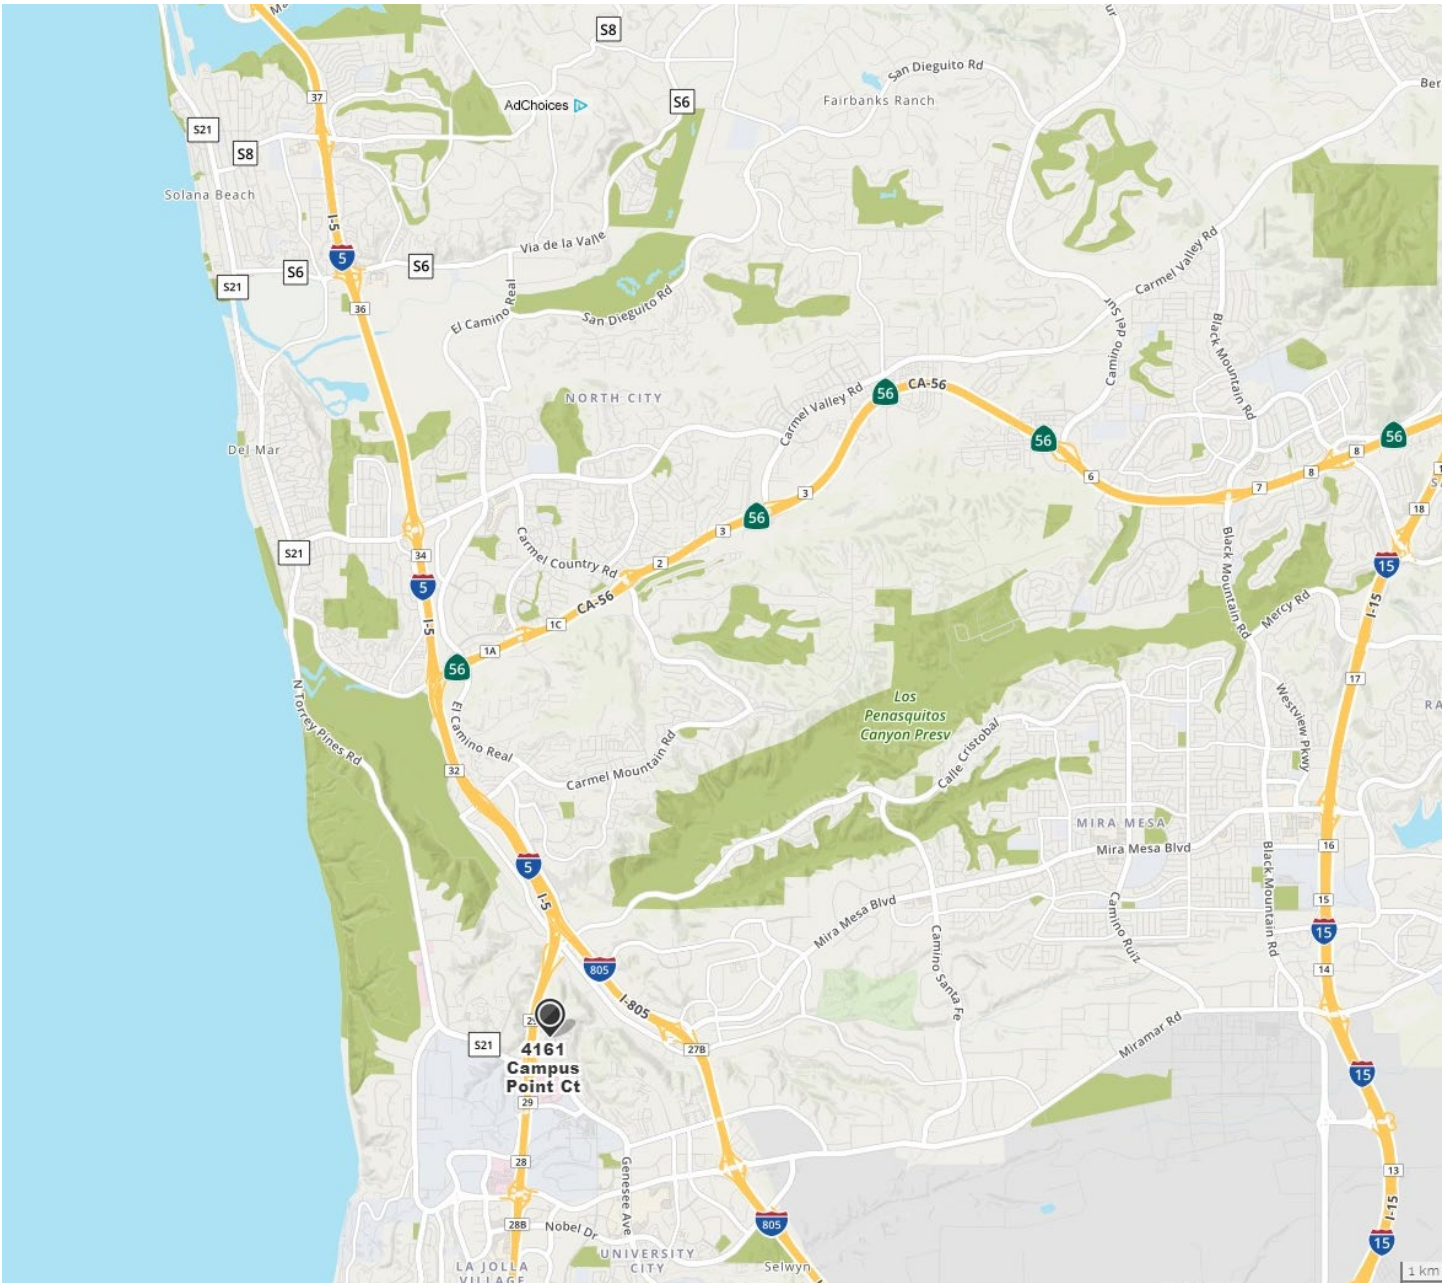 Ma
S8
37
AdChoices
S6
San Dieguito Rd
Fairbanks Ranch
ur
Ber
S21
S8
Solana Beach
I-5
5
Via de la Valle
S6
S6
S21
36
El Camino Real
San Dieguito Rd
Carmel Valley Rd
Camino del Sur
Black Mountain Rd
NORTH CITY
Carmel Valley Rd
56
CA-56
56
56
Del Mar
6
7
8
8
1
S
18
3
56
3
S21
34
5
I-5
Carmel Country Rd
2
CA-56
1C
1A
56
Black Mountain Rd
Mercy Rd
15
I-15
17
N Torrey Pines Rd
El Camino Real
32
Carmel Mountain Rd
Los
Penasquitos
Canyon Presv
Calle Cristobal
Westview Pkwy
RA
MIRA MESA
Mira Mesa Blvd
16
5
I-5
Mira Mesa Blvd
Camino Ruiz
Black Mountain Rd
15
15
14
805
I-805
Camino Santa Fe
Miramar Rd
S21
4161
Campus
Point Ct
27B
29
15
28
Genesee Ave
13
I-15
28B
Nobel Dr
805
15
UNIVERSITY
CITY
LA JOLLA
VILLAGE
Selwyn
1 km